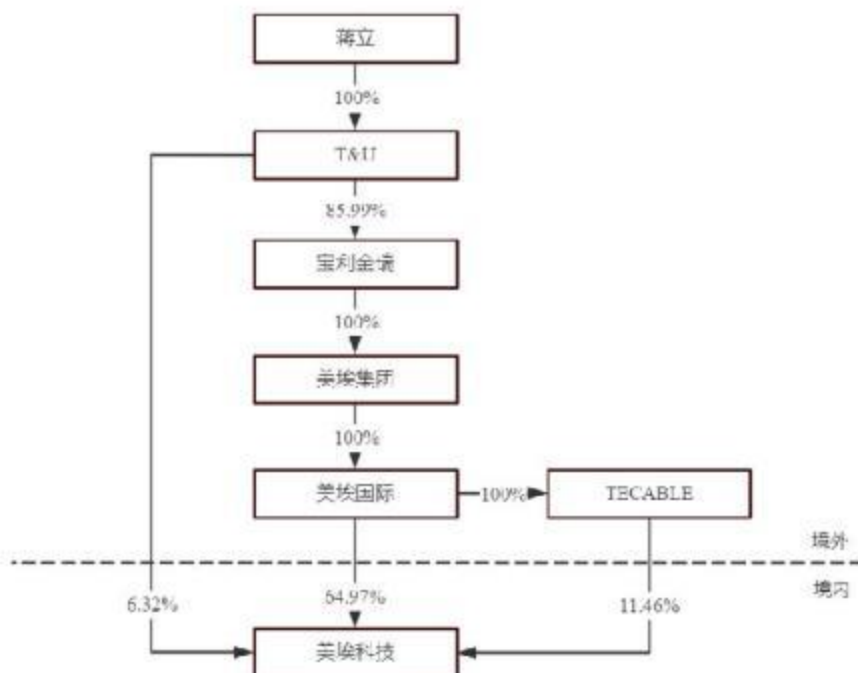 蒋立
100%
T&U
85.99%
宝利金瑞
100%
美埃集团
100%
美埃国际
100%
TECABLE
境外
境内
6.32%
64.97%
11.46%
美埃科技